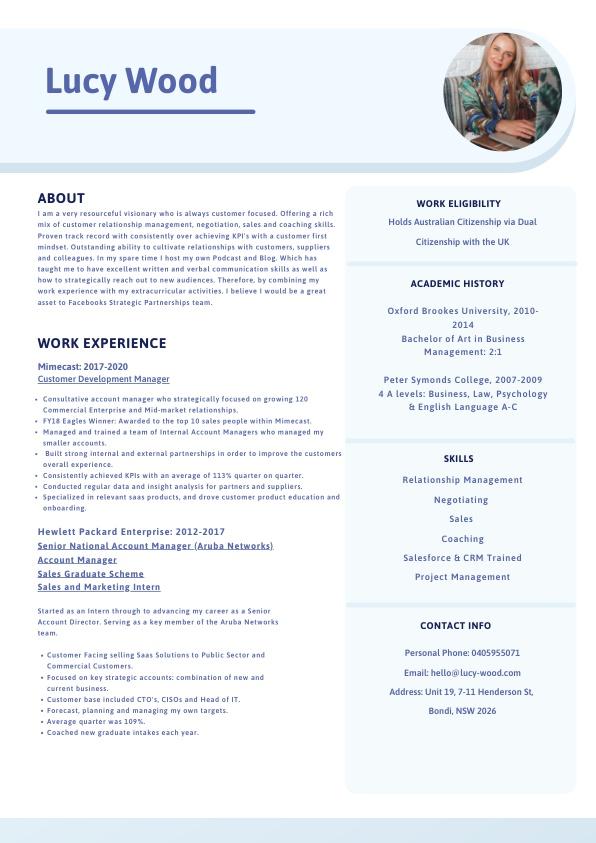 Lucy Wood
ABOUT
I am a very resourceful visionary who is always customer focused. Offering a rich
mix of customer relationship management, negotiation, sales and coaching skills.
Proven track record with consistently over achieving KPI's with a customer first
mindset. Outstanding ability to cultivate relationships with customers, suppliers
and colleagues. In my spare time I host my own Podcast and Blog. Which has
taught me to have excellent written and verbal communication skills as well as
how to strategically reach out to new audiences. Therefore, by combining my
work experience with my extracurricular activities. I believe I would be a great
asset to Facebooks Strategic Partnerships team.
WORK EXPERIENCE
Mimecast: 2017-2020
Customer Development Manager
• Consultative account manager who strategically focused on growing 120
Commercial Enterprise and Mid-market relationships.
• FY18 Eagles Winner: Awarded to the top 10 sales people within Mimecast.
• Managed and trained a team of Internal Account Managers who managed my
smaller accounts.
• Built strong internal and external partnerships in order to improve the customers
overall experience.
• Consistently achieved KPIs with an average of 113% quarter on quarter.
• Conducted regular data and insight analysis for partners and suppliers.
• Specialized in relevant saas products, and drove customer product education and
onboarding.
Hewlett Packard Enterprise: 2012-2017
Senior National Account Manager (Aruba Networks)
Account Manager
Sales Graduate Scheme
Sales and Marketing Intern
Started as an Intern through to advancing my career as a Senior
Account Director. Serving as a key member of the Aruba Networks
team.
• Customer Facing selling Saas Solutions to Public Sector and
Commercial Customers.
• Focused on key strategic accounts: combination of new and
current business.
• Customer base included CTO's, CISOs and Head of IT.
• Forecast, planning and managing my own targets.
• Average quarter was 109%.
• Coached new graduate intakes each year.
WORK ELIGIBILITY
Holds Australian Citizenship via Dual
Citizenship with the UK
ACADEMIC HISTORY
Oxford Brookes University, 2010-
2014
Bachelor of Art in Business
Management: 2:1
Peter Symonds College, 2007-2009
4 A levels: Business, Law, Psychology
& English Language A-C
SKILLS
Relationship Management
Negotiating
Sales
Coaching
Salesforce & CRM Trained
Project Management
CONTACT INFO
Personal Phone: 0405955071
Email: hello@lucy-wood.com
Address: Unit 19, 7-11 Henderson St,
Bondi, NSW 2026